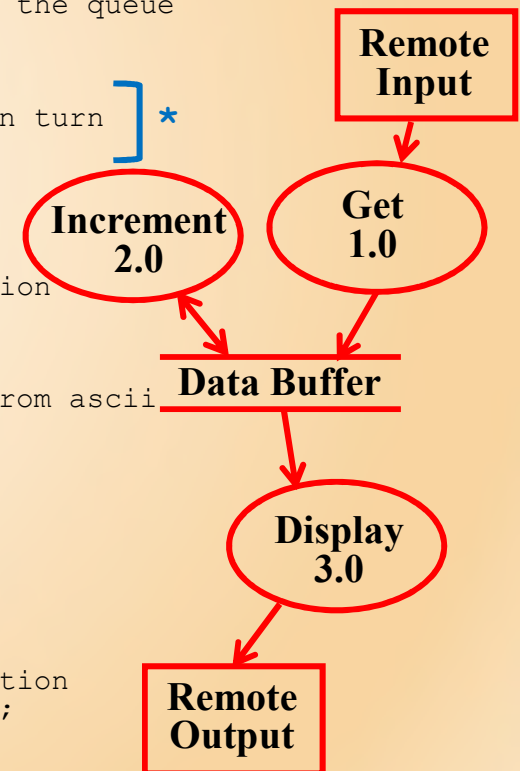 the queue
Remote
Input
n turn
*
Get
1.0
Increment
2.0
ion
Data Buffer
rom ascii
Display
3.0
tion
;
Remote
Output